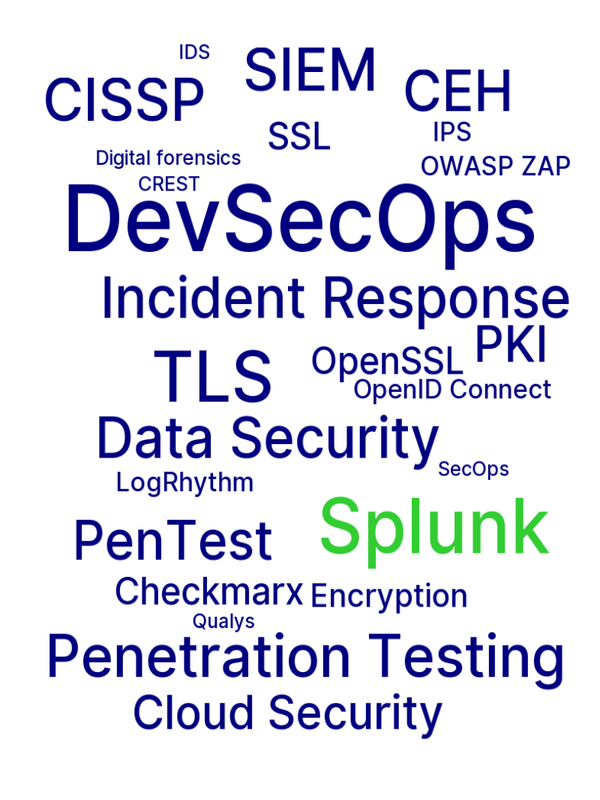 IDS
SIEM
CISSP
CEH
SSL
IPS
Digital forensics
OWASP ZAP
CREST
DevSecOps
Incident Response
PKI
TLS
OpenSSL
OpenID Connect
Data Security
SecOps
LogRhythm
Splunk
PenTest
Checkmarx
Encryption
Qualys
Penetration Testing
Cloud Security